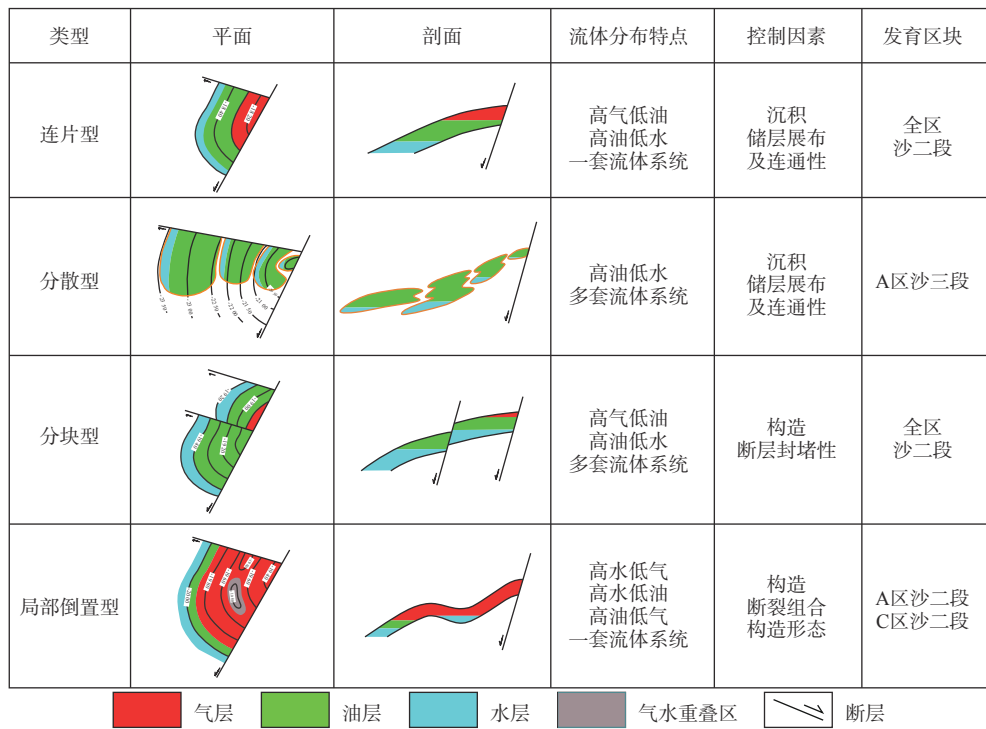 类型 平面 剖面 流体分布特点 控制因素 发育区块
连片型
高气低油
高油低水
一套流体系统
沉积
储层展布
及连通性
全区
沙二段
分散型
高油低水
多套流体系统
沉积
储层展布
及连通性
A区沙三段
分块型
高气低油
高油低水
多套流体系统
构造
断层封堵性
全区
沙二段
局部倒置型
高水低气
高水低油
高油低气
一套流体系统
构造
断裂组合
构造形态
A区沙二段
C区沙二段
气层 油层 水层 气水重叠区 断层